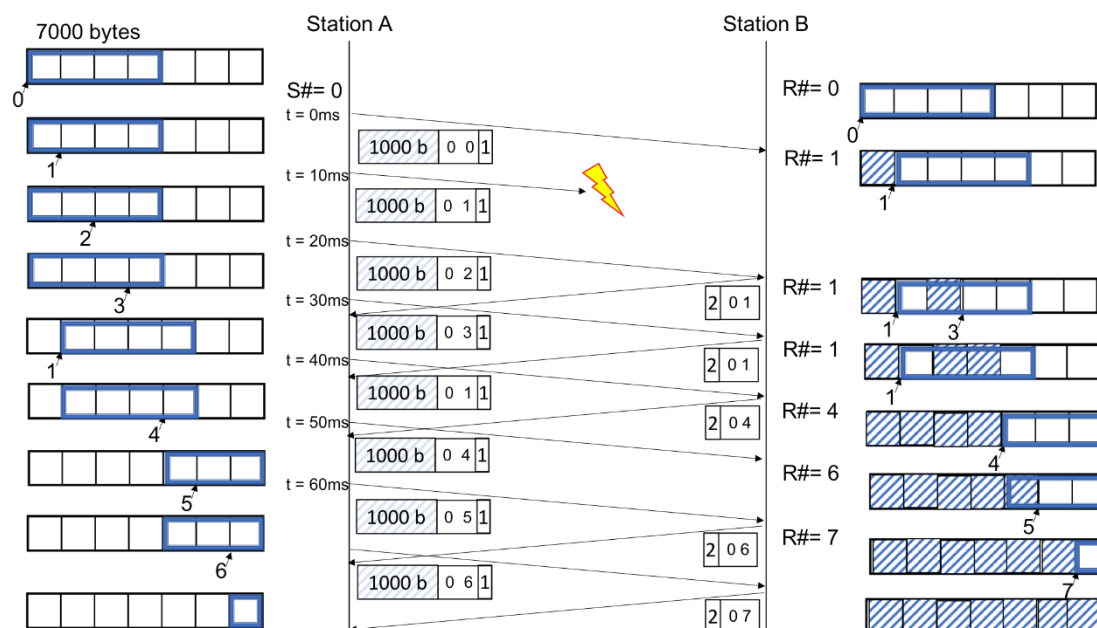 7000 bytes
Station A
Station B
S#= 0
R#= 0
0
t = 0ms
0
1000 b 0 0 1
R#= 1
1
1
t = 10ms
1000 b 0 1 1
2
t = 20ms
1000 b 0 2 1
R#= 1
3
2 0 1
1 3
t = 30ms
1000 b 0 3 1
R#= 1
1
2 0 1
1
t = 40ms
1000 b 0 1 1
R#= 4
4
2 0 4
4
t = 50ms
1000 b 0 4 1
R#= 6
5
5
t = 60ms
1000 b 0 5 1
R#= 7
6
2 0 6
7
1000 b 0 6 1
2 0 7